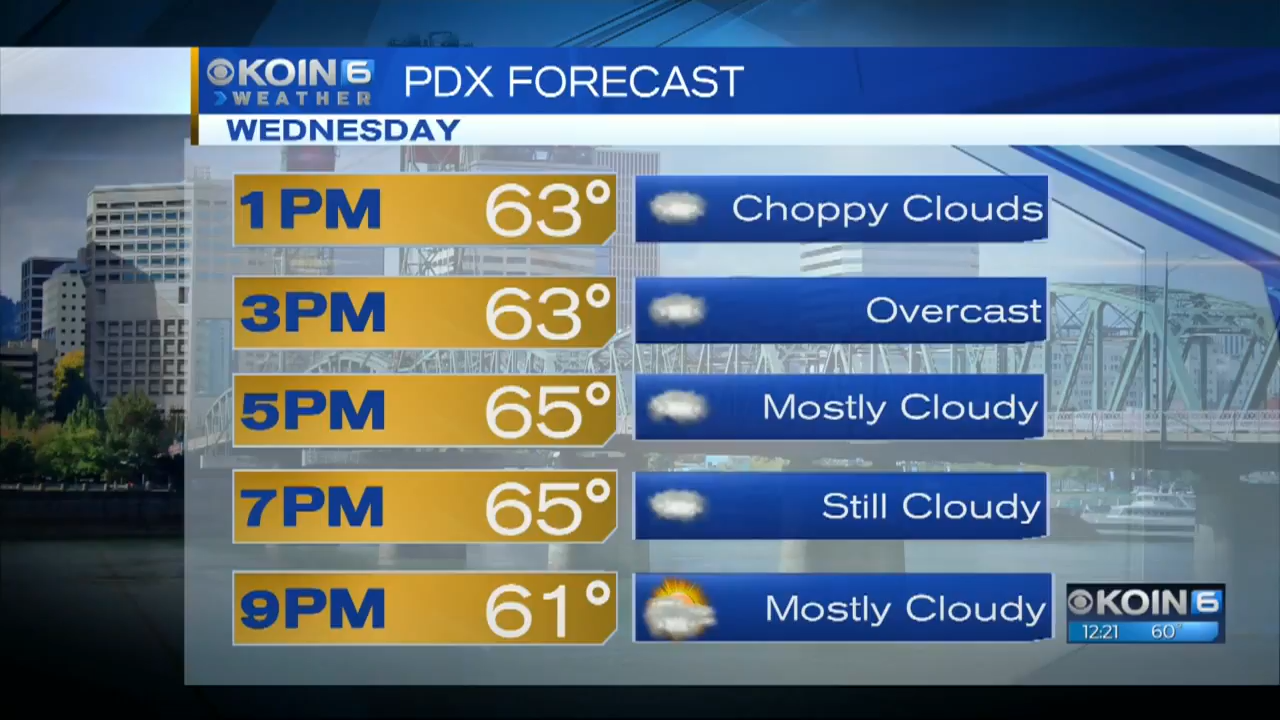 KOIN 6
WEATHER
PDX FORECAST
WEDNESDAY
1PM 63° Choppy Clouds
3PM 63° Overcast
5PM 65° Mostly Cloudy
7PM 65° Still Cloudy
9PM 61° Mostly Cloudy
KOIN 6
12:21 60°